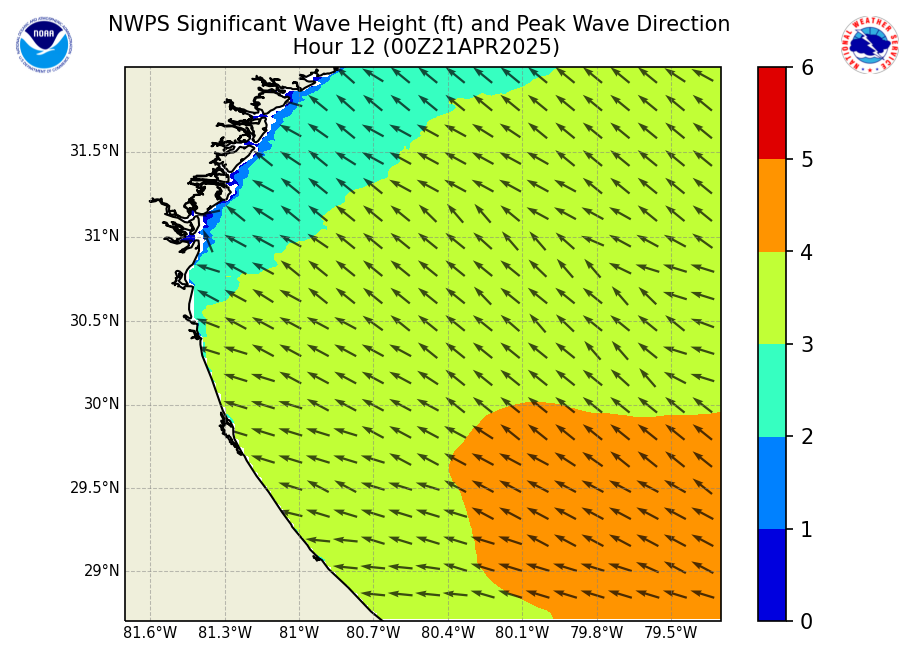 NWPS Significant Wave Height (ft) and Peak Wave Direction
Hour 12 (00Z21APR2025)
NOAA
NATIONAL WEATHER SERVICE
31.5°N
31°N
30.5°N
30°N
29.5°N
29°N
81.6°W 81.3°W 81°W 80.7°W 80.4°W 80.1°W 79.8°W 79.5°W
6
5
4
3
2
1
0